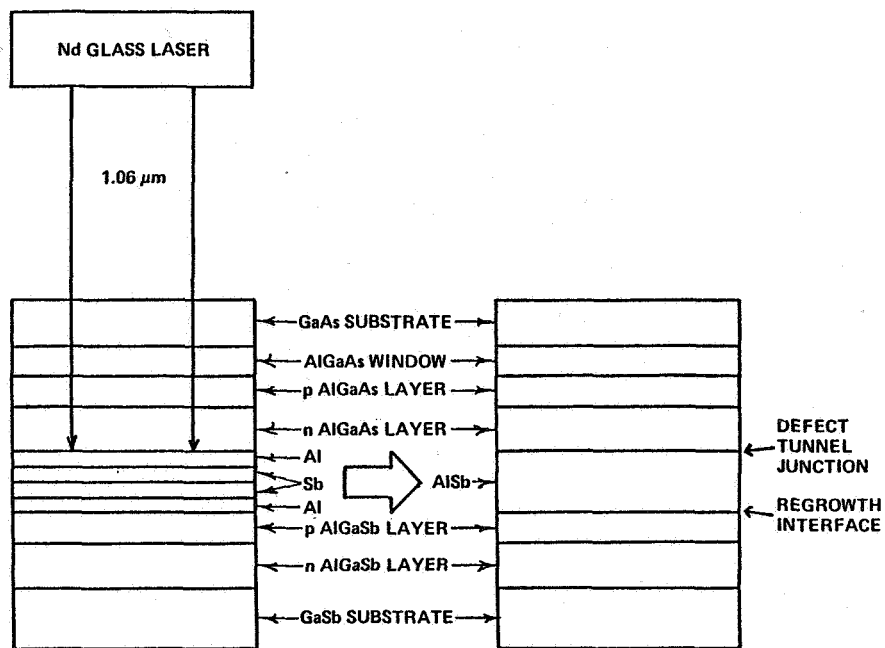 Nd GLASS LASER
1.06 μm
GaAs SUBSTRATE
AlGaAs WINDOW
p AlGaAs LAYER
n AlGaAs LAYER
Al
Sb
Al
AlSb
p AlGaSb LAYER
n AlGaSb LAYER
GaSb SUBSTRATE
DEFECT
TUNNEL
JUNCTION
REGROWTH
INTERFACE